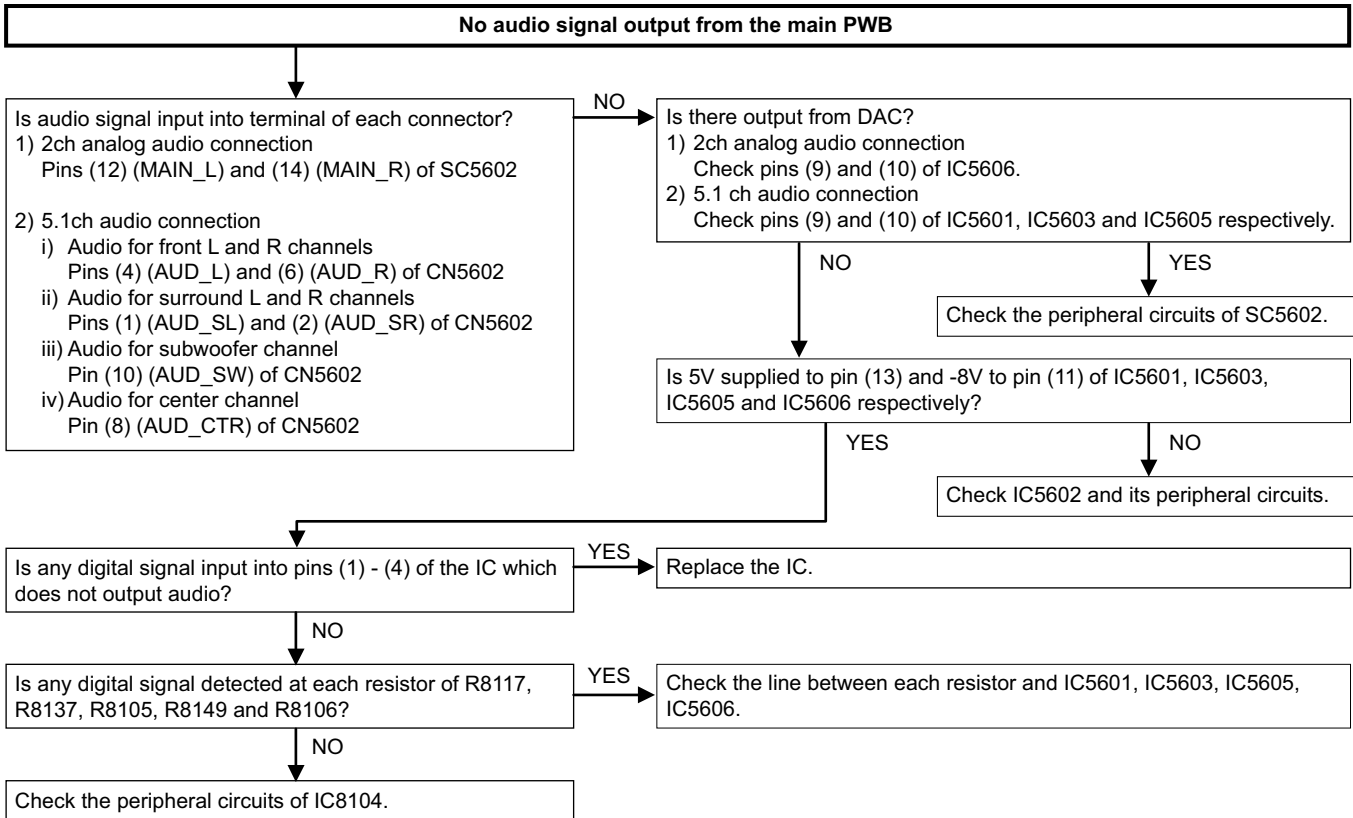 No audio signal output from the main PWB
Is audio signal input into terminal of each connector?
1) 2ch analog audio connection
Pins (12) (MAIN_L) and (14) (MAIN_R) of SC5602
2) 5.1ch audio connection
i) Audio for front L and R channels
Pins (4) (AUD_L) and (6) (AUD_R) of CN5602
ii) Audio for surround L and R channels
Pins (1) (AUD_SL) and (2) (AUD_SR) of CN5602
iii) Audio for subwoofer channel
Pin (10) (AUD_SW) of CN5602
iv) Audio for center channel
Pin (8) (AUD_CTR) of CN5602
NO
Is there output from DAC?
1) 2ch analog audio connection
Check pins (9) and (10) of IC5606.
2) 5.1 ch audio connection
Check pins (9) and (10) of IC5601, IC5603 and IC5605 respectively.
NO
YES
Check the peripheral circuits of SC5602.
Is 5V supplied to pin (13) and -8V to pin (11) of IC5601, IC5603,
IC5605 and IC5606 respectively?
YES
NO
Check IC5602 and its peripheral circuits.
Is any digital signal input into pins (1) - (4) of the IC which
does not output audio?
YES
Replace the IC.
NO
Is any digital signal detected at each resistor of R8117,
R8137, R8105, R8149 and R8106?
YES
Check the line between each resistor and IC5601, IC5603, IC5605,
IC5606.
NO
Check the peripheral circuits of IC8104.